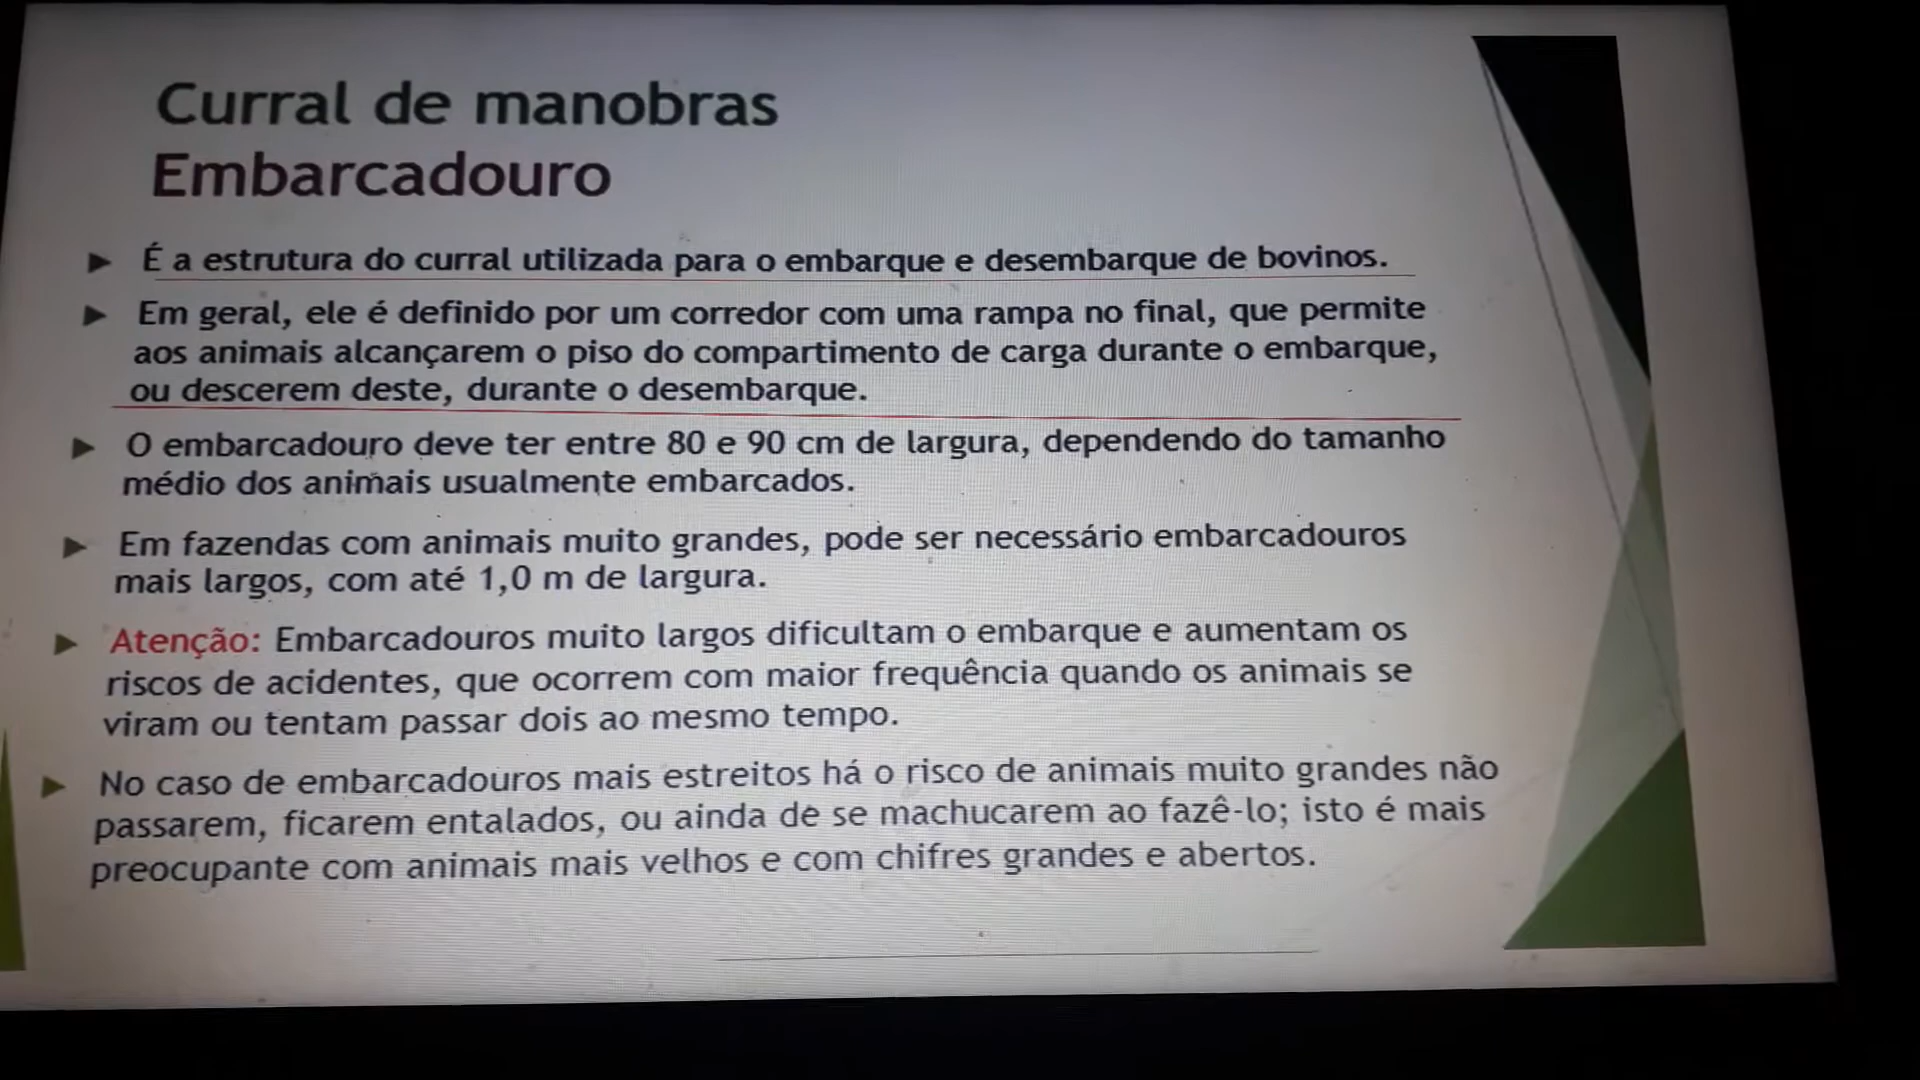 Curral de manobras
Embarcadouro
É a estrutura do curral utilizada para o embarque e desembarque de bovinos.
Em geral, ele é definido por um corredor com uma rampa no final, que permite
aos animais alcançarem o piso do compartimento de carga durante o embarque,
ou descerem deste, durante o desembarque.
O embarcadouro deve ter entre 80 e 90 cm de largura, dependendo do tamanho
médio dos animais usualmente embarcados.
Em fazendas com animais muito grandes, pode ser necessário embarcadouros
mais largos, com até 1,0 m de largura.
Atenção: Embarcadouros muito largos dificultam o embarque e aumentam os
riscos de acidentes, que ocorrem com maior frequência quando os animais se
viram ou tentam passar dois ao mesmo tempo.
No caso de embarcadouros mais estreitos há o risco de animais muito grandes não
passarem, ficarem entalados, ou ainda de se machucarem ao fazê-lo; isto é mais
preocupante com animais mais velhos e com chifres grandes e abertos.